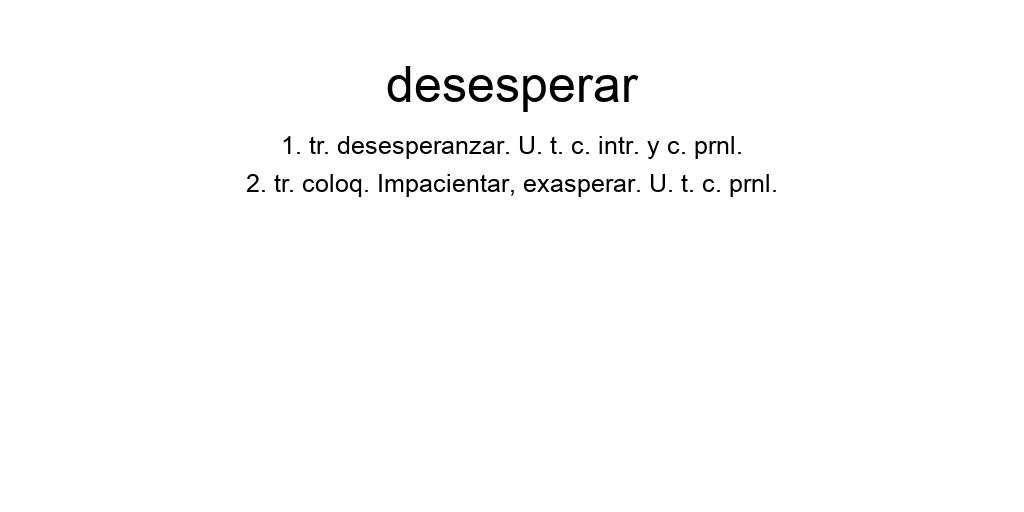 desesperar
1. tr. desesperanzar. U. t. c. intr. y c. prnl.
2. tr. coloq. Impacientar, exasperar. U. t. c. prnl.